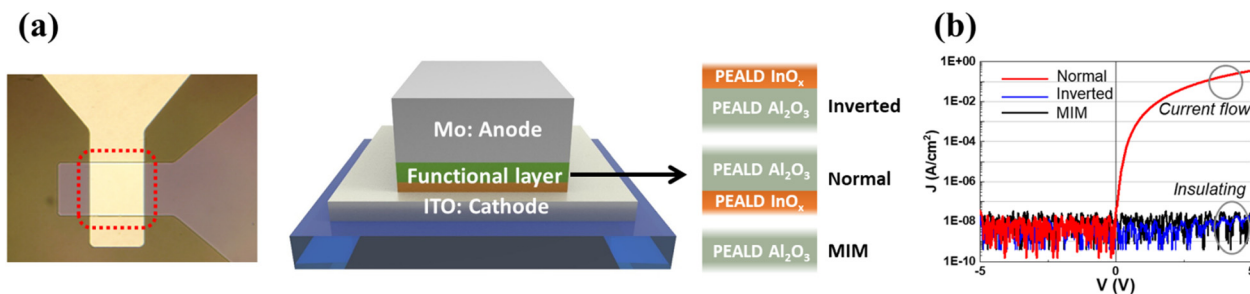 (a)
Mo: Anode
Functional layer
ITO: Cathode
PEALD InOₓ
PEALD Al₂O₃
Inverted
PEALD Al₂O₃
PEALD InOₓ
Normal
PEALD Al₂O₃
MIM
(b)
J (A/cm²)
1E+00
1E-02
1E-04
1E-06
1E-08
1E-10
Normal
Inverted
MIM
Current flow
Insulating
-5
0
5
V (V)